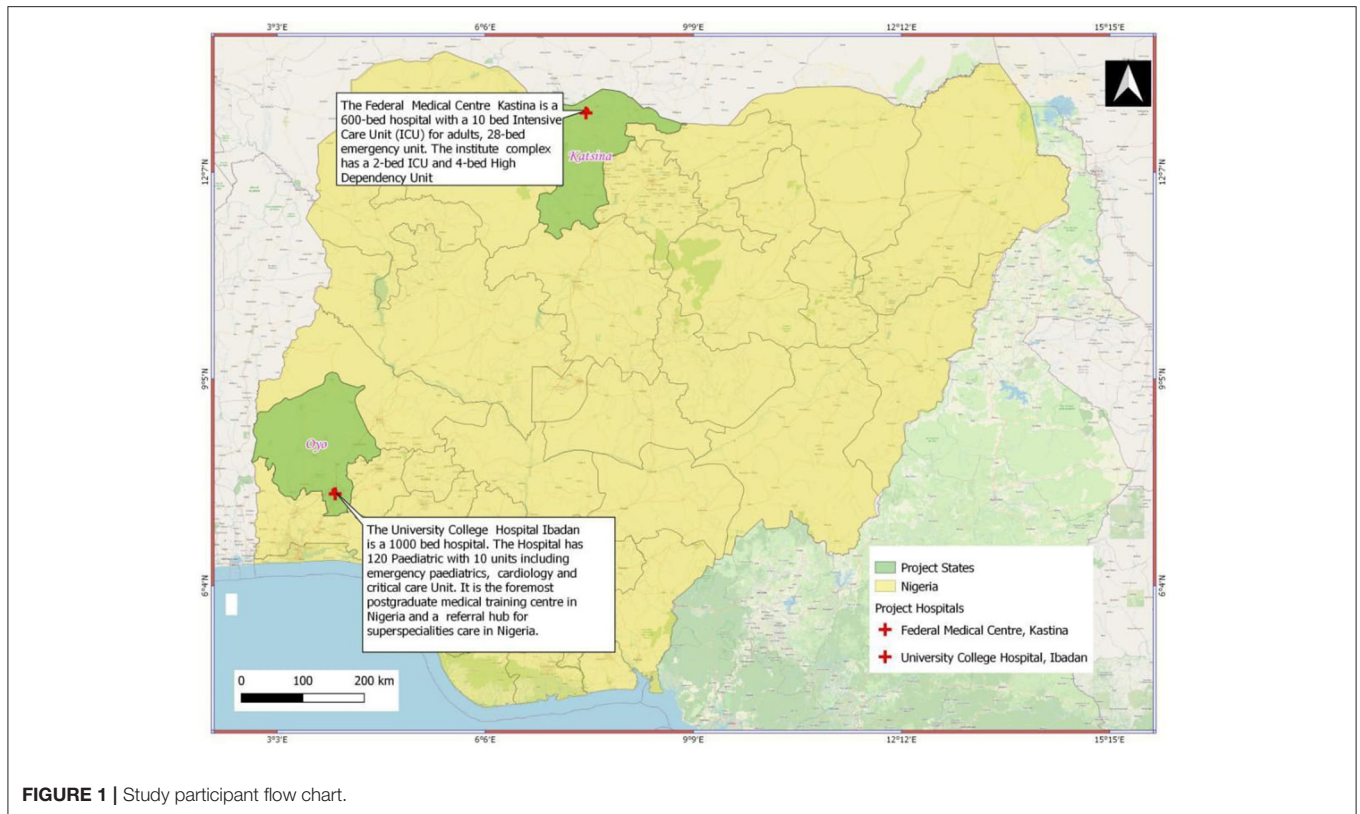 3°3'E 6°6'E 9°9'E 12°12'E 15°15'E
The Federal Medical Centre Kastina is a
600-bed hospital with a 10 bed Intensive
Care Unit (ICU) for adults, 28-bed
emergency unit. The institute complex
has a 2-bed ICU and 4-bed High
Dependency Unit
Katsina
12°7'N 12°7'N
9°5'N 9°5'N
Oyo
The University College Hospital Ibadan
is a 1000 bed hospital. The Hospital has
120 Paediatric with 10 units including
emergency paediatrics, cardiology and
critical care Unit. It is the foremost
postgraduate medical training centre in
Nigeria and a referral hub for
superspecialities care in Nigeria.
6°4'N 6°4'N
Project States
Nigeria
Project Hospitals
Federal Medical Centre, Kastina
University College Hospital, Ibadan
0 100 200 km
3°3'E 6°6'E 9°9'E 12°12'E 15°15'E
FIGURE 1 | Study participant flow chart.